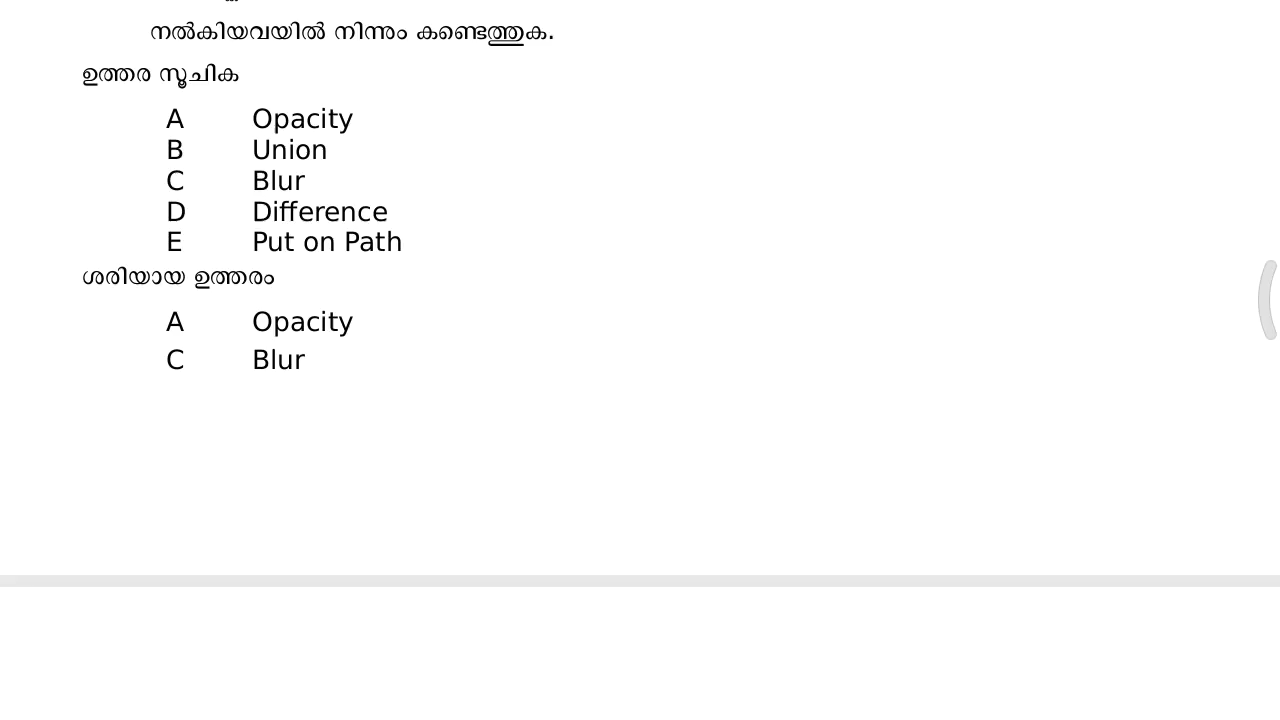 നൽകിയവയിൽ നിന്നും കണ്ടെത്തുക.
ഉത്തര സൂചിക
A Opacity
B Union
C Blur
D Difference
E Put on Path
ശരിയായ ഉത്തരം
A Opacity
C Blur